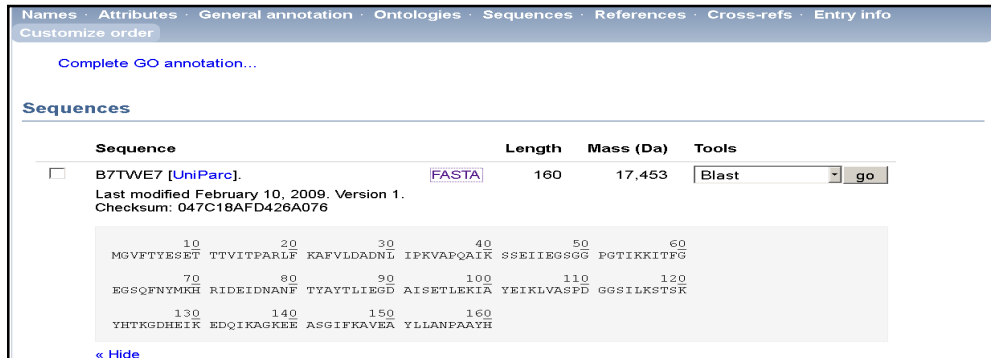 Names · Attributes · General annotation · Ontologies · Sequences · References · Cross-refs · Entry info
Customize order
Complete GO annotation...
Sequences
Sequence Length Mass (Da) Tools
B7TWE7 [UniParc]. FASTA 160 17,453 Blast go
Last modified February 10, 2009. Version 1.
Checksum: 047C18AFD426A076
10 20 30 40 50 60
MGVFTYESET TTVITPARLF KAFVLDADNL IPKVAPQAIK SSEIIEGSGG PGTIKKITFG
70 80 90 100 110 120
EGSQFNYMKH RIDEIDNANF TYAYTLIEGD AISETLEKIA YEIKLVASPD GGSILKSTSK
130 140 150 160
YHTKGDHEIK EDQIKAGKEE ASGIFKAVEA YLLANPAAYH
« Hide